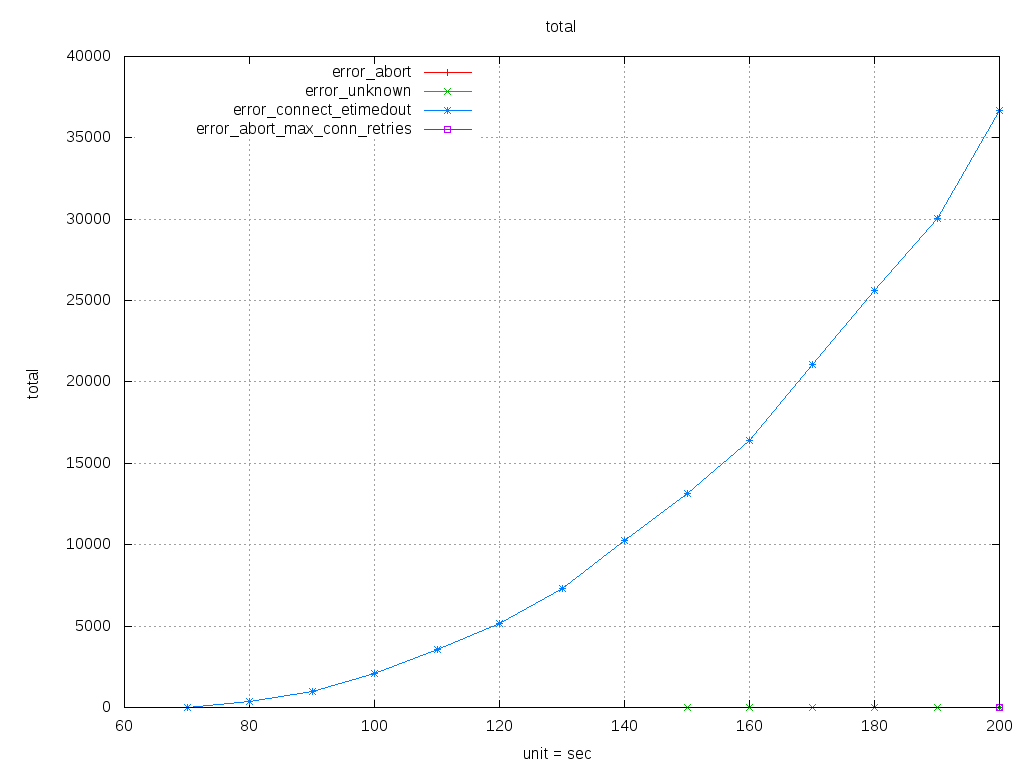 total
40000
35000
30000
25000
20000
15000
10000
5000
0
total
error_abort
error_unknown
error_connect_etimedout
error_abort_max_conn_retries
60 80 100 120 140 160 180 200
unit = sec